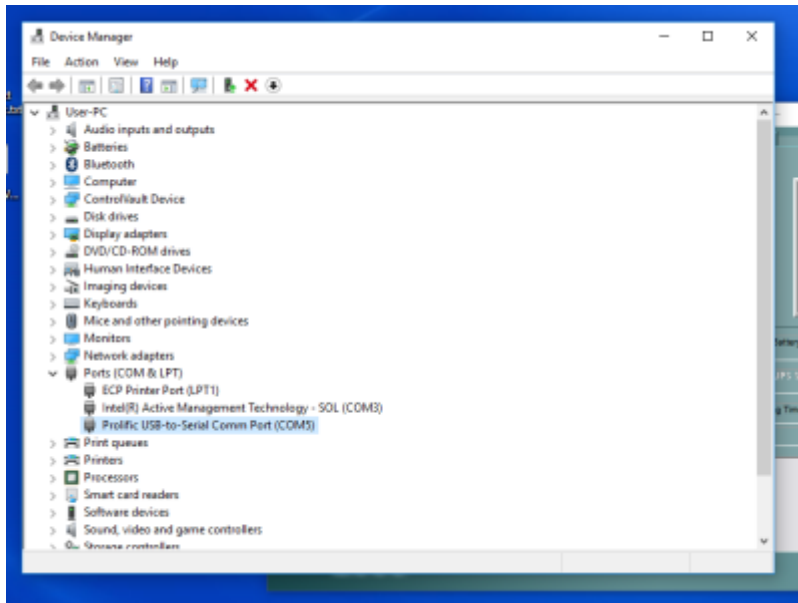 Device Manager
File Action View Help
User-PC
Audio inputs and outputs
Batteries
Bluetooth
Computer
ControlVault Device
Disk drives
Display adapters
DVD/CD-ROM drives
Human Interface Devices
Imaging devices
Keyboards
Mice and other pointing devices
Monitors
Network adapters
Ports (COM & LPT)
ECP Printer Port (LPT1)
Intel(R) Active Management Technology - SOL (COM3)
Prolific USB-to-Serial Comm Port (COM5)
Print queues
Printers
Processors
Smart card readers
Software devices
Sound, video and game controllers
Storage controllers